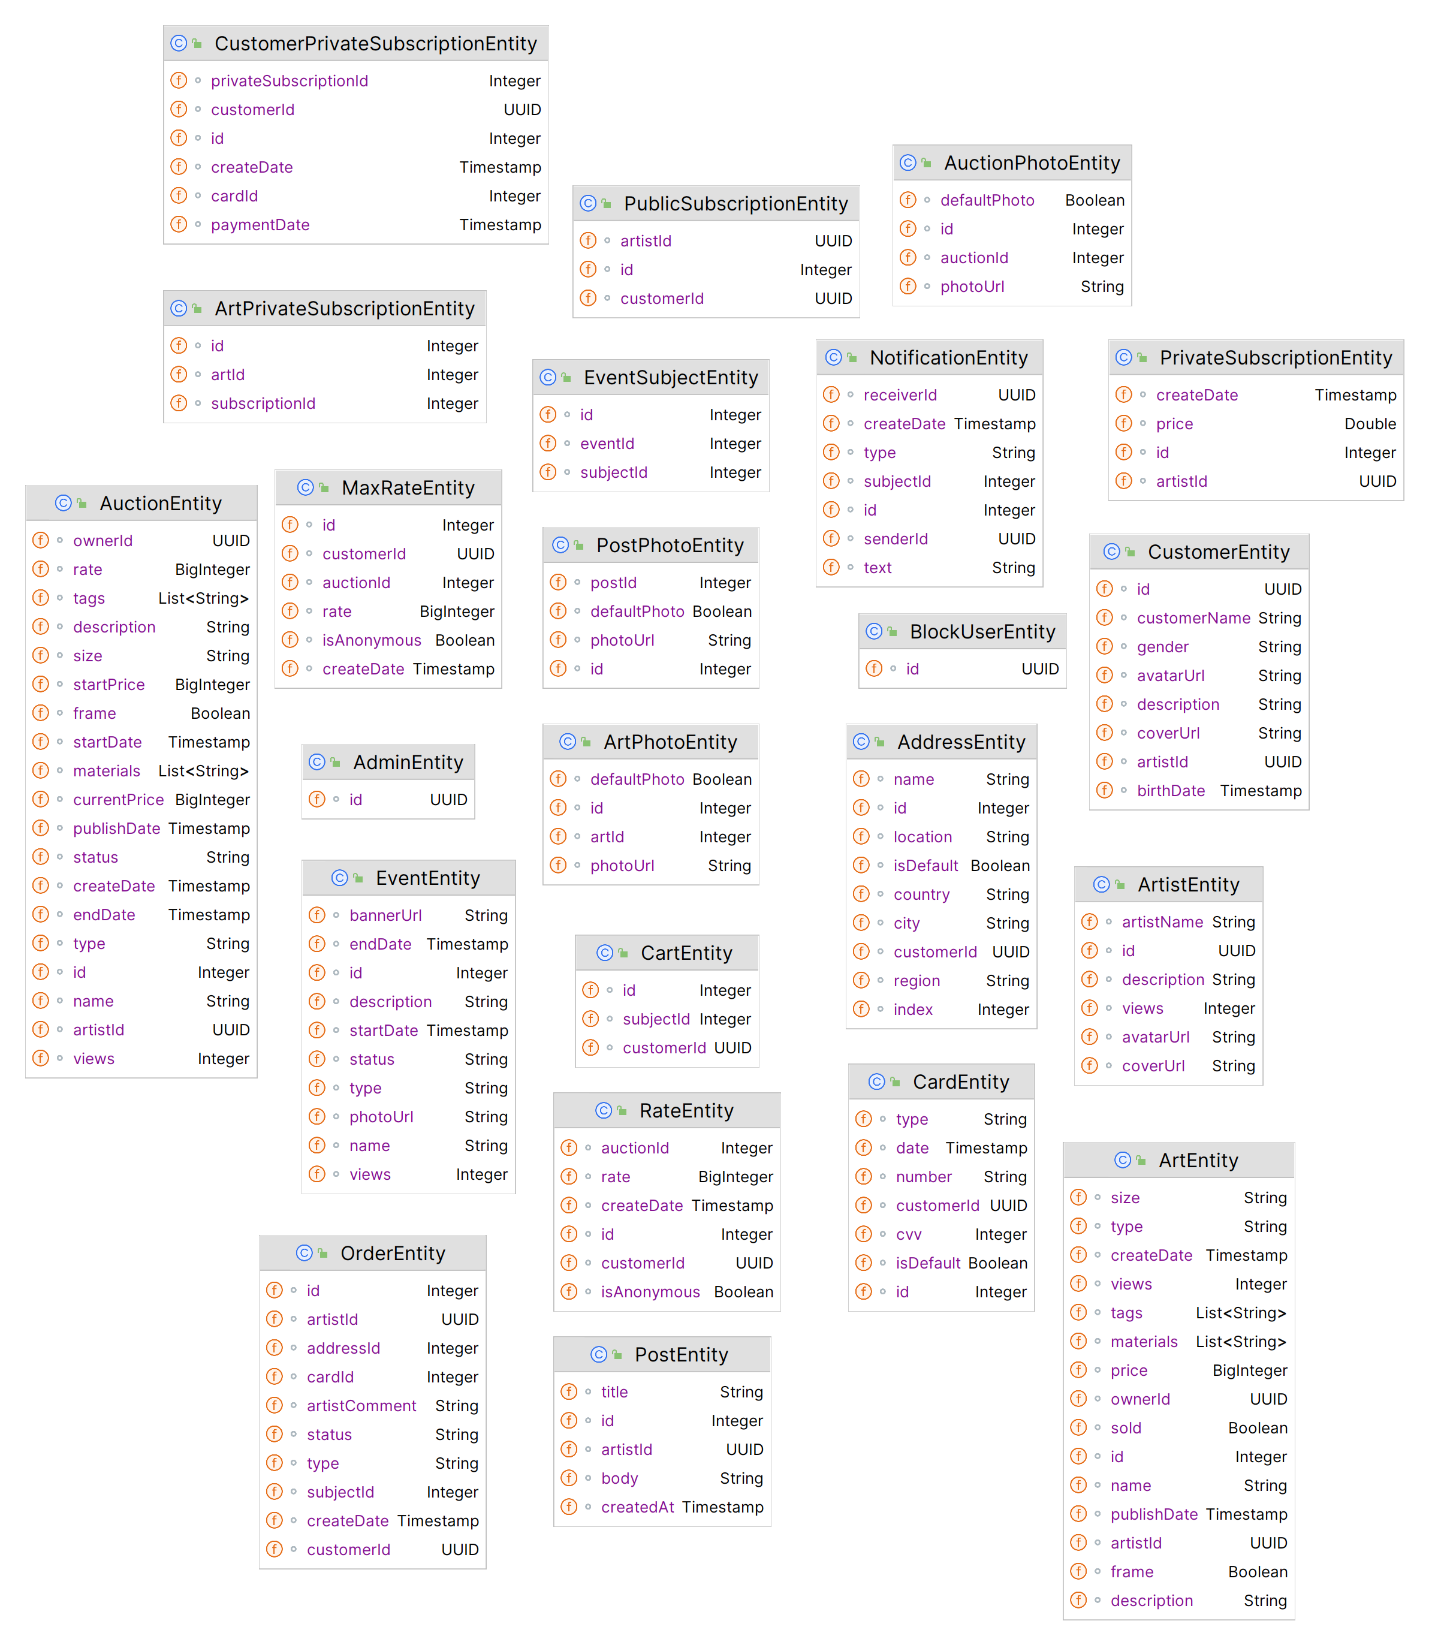 CustomerPrivateSubscriptionEntity
privateSubscriptionId Integer
customerId UUID
id Integer
createDate Timestamp
cardId Integer
paymentDate Timestamp
AuctionPhotoEntity
defaultPhoto Boolean
id Integer
auctionId Integer
photoUrl String
PublicSubscriptionEntity
artistId UUID
id Integer
customerId UUID
ArtPrivateSubscriptionEntity
id Integer
artId Integer
subscriptionId Integer
EventSubjectEntity
id Integer
eventId Integer
subjectId Integer
NotificationEntity
receiverId UUID
createDate Timestamp
type String
subjectId Integer
id Integer
senderId UUID
text String
PrivateSubscriptionEntity
createDate Timestamp
price Double
id Integer
artistId UUID
AuctionEntity
ownerId UUID
rate BigInteger
tags List<String>
description String
size String
startPrice BigInteger
frame Boolean
startDate Timestamp
materials List<String>
currentPrice BigInteger
publishDate Timestamp
status String
createDate Timestamp
endDate Timestamp
type String
id Integer
name String
artistId UUID
views Integer
MaxRateEntity
id Integer
customerId UUID
auctionId Integer
rate BigInteger
isAnonymous Boolean
createDate Timestamp
PostPhotoEntity
postId Integer
defaultPhoto Boolean
photoUrl String
id Integer
CustomerEntity
id UUID
customerName String
gender String
avatarUrl String
description String
coverUrl String
artistId UUID
birthDate Timestamp
BlockUserEntity
id UUID
AdminEntity
id UUID
ArtPhotoEntity
defaultPhoto Boolean
id Integer
artId Integer
photoUrl String
AddressEntity
name String
id Integer
location String
isDefault Boolean
country String
city String
customerId UUID
region String
index Integer
EventEntity
bannerUrl String
endDate Timestamp
id Integer
description String
startDate Timestamp
status String
type String
photoUrl String
name String
views Integer
ArtistEntity
artistName String
id UUID
description String
views Integer
avatarUrl String
coverUrl String
CartEntity
id Integer
subjectId Integer
customerId UUID
CardEntity
type String
date Timestamp
number String
customerId UUID
cvv Integer
isDefault Boolean
id Integer
RateEntity
auctionId Integer
rate BigInteger
createDate Timestamp
id Integer
customerId UUID
isAnonymous Boolean
ArtEntity
size String
type String
createDate Timestamp
views Integer
tags List<String>
materials List<String>
price BigInteger
ownerId UUID
sold Boolean
id Integer
name String
publishDate Timestamp
artistId UUID
frame Boolean
description String
OrderEntity
id Integer
artistId UUID
addressId Integer
cardId Integer
artistComment String
status String
type String
subjectId Integer
createDate Timestamp
customerId UUID
PostEntity
title String
id Integer
artistId UUID
body String
createdAt Timestamp